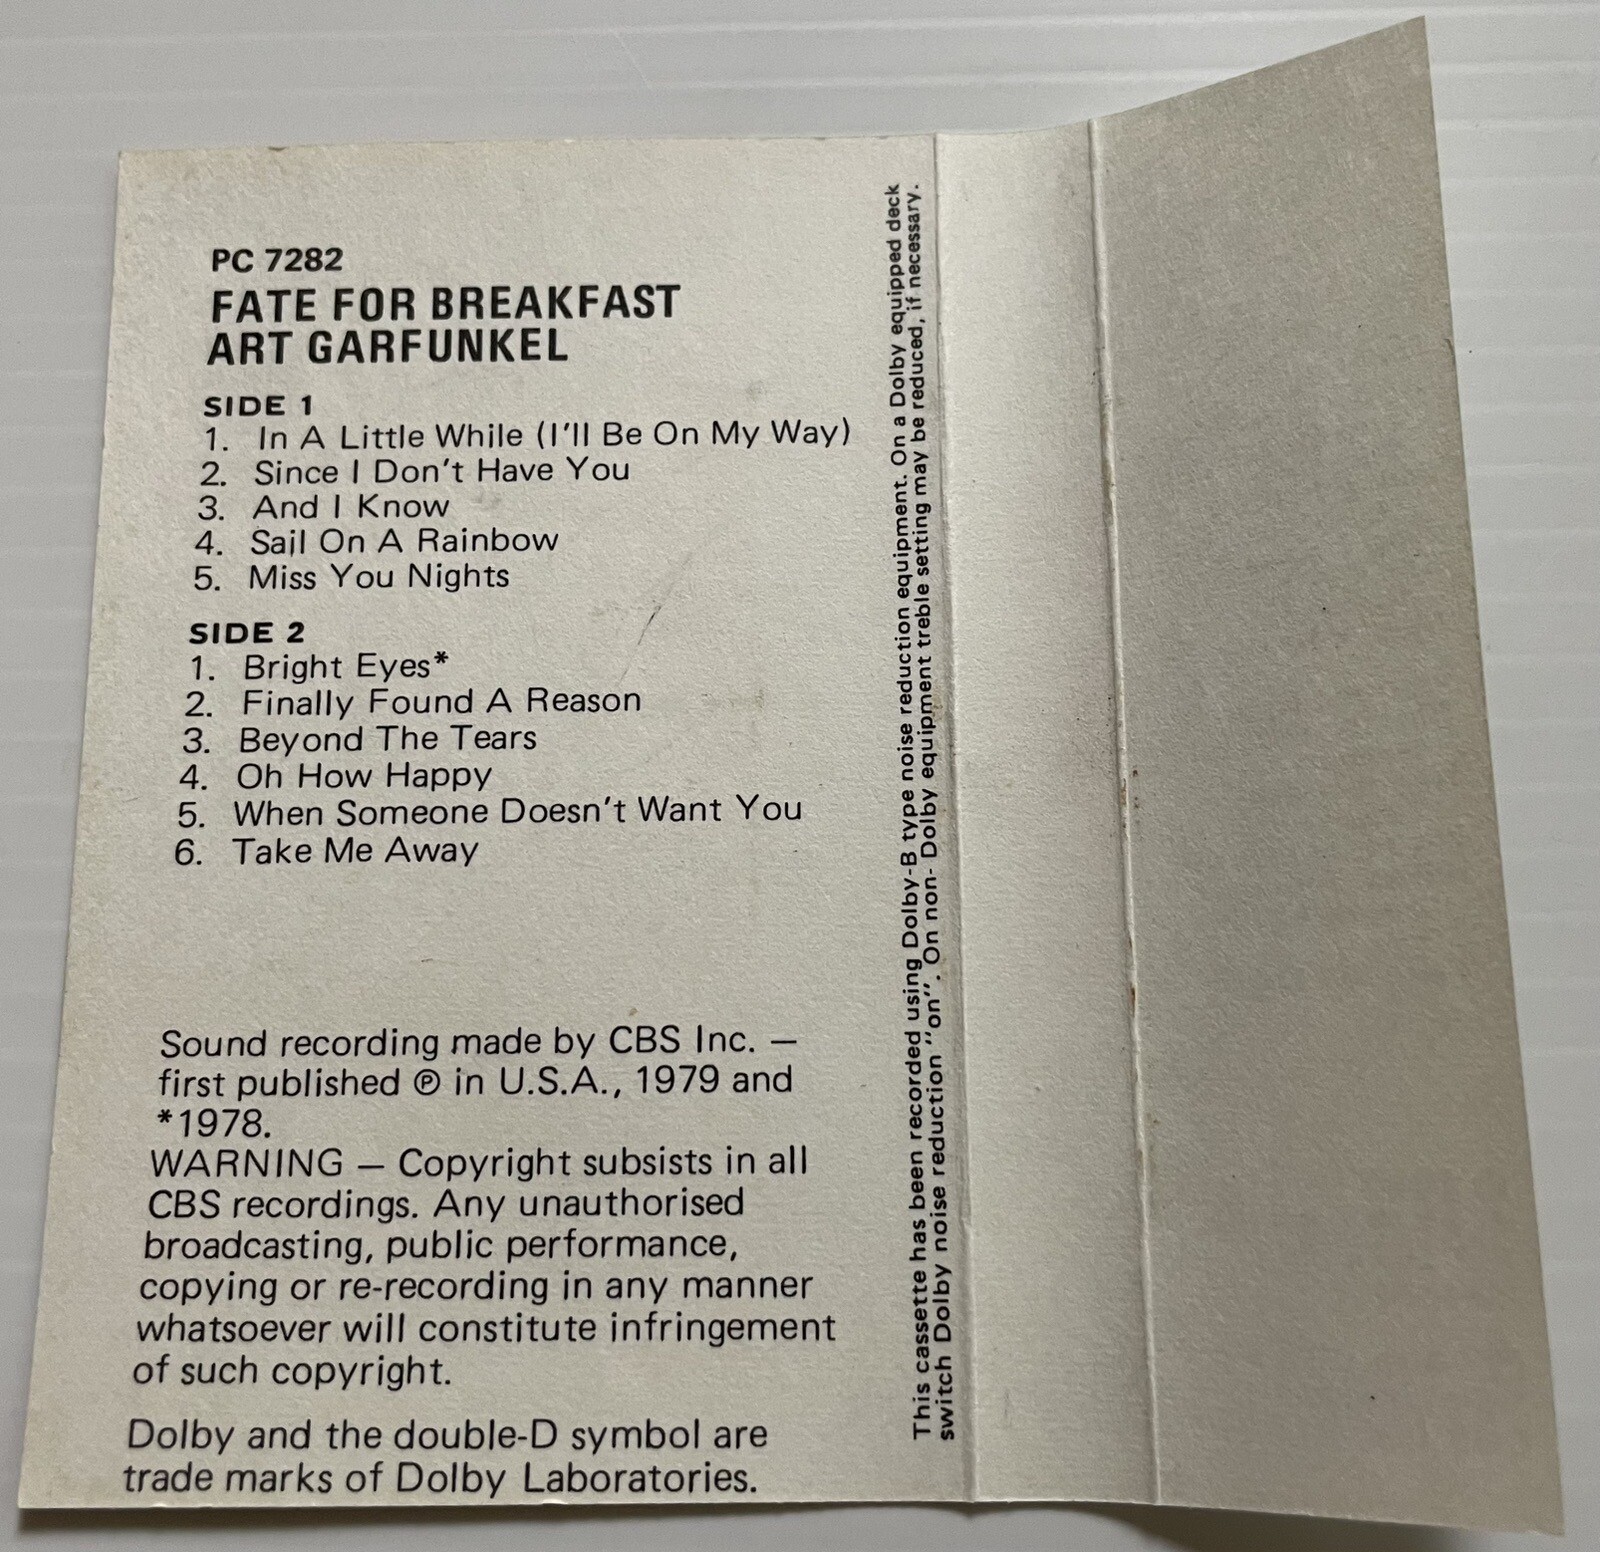 PC 7282
FATE FOR BREAKFAST
ART GARFUNKEL
SIDE 1
1. In A Little While (I'll Be On My Way)
2. Since I Don't Have You
3. And I Know
4. Sail On A Rainbow
5. Miss You Nights
SIDE 2
1. Bright Eyes*
2. Finally Found A Reason
3. Beyond The Tears
4. Oh How Happy
5. When Someone Doesn't Want You
6. Take Me Away
Sound recording made by CBS Inc. —
first published ℗ in U.S.A., 1979 and
*1978.
WARNING — Copyright subsists in all
CBS recordings. Any unauthorised
broadcasting, public performance,
copying or re-recording in any manner
whatsoever will constitute infringement
of such copyright.
Dolby and the double-D symbol are
trade marks of Dolby Laboratories.
This cassette has been recorded using Dolby-B type noise reduction equipment. On a Dolby equipped deck
switch Dolby noise reduction "on". On non- Dolby equipment treble setting may be reduced, if necessary.